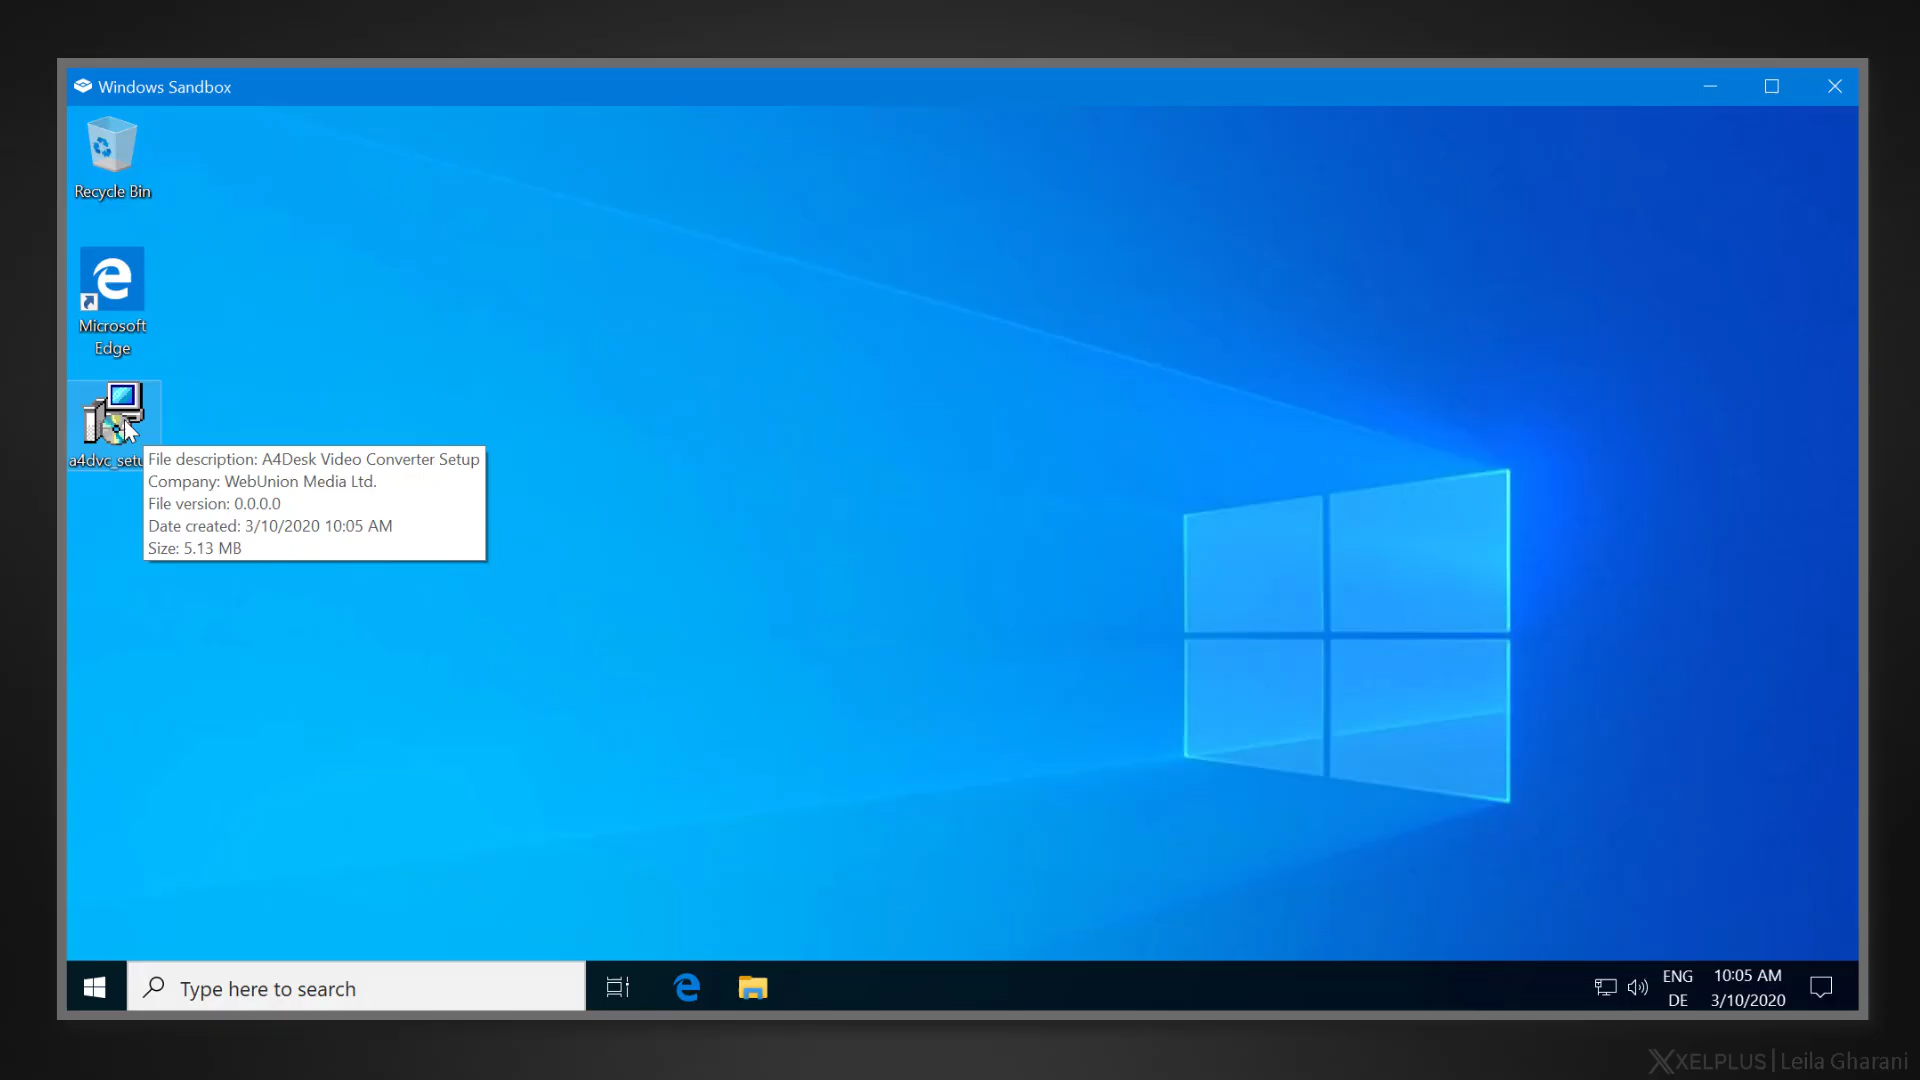 Windows Sandbox
Recycle Bin
Microsoft
Edge
a4dvc_setu
File description: A4Desk Video Converter Setup
Company: WebUnion Media Ltd.
File version: 0.0.0.0
Date created: 3/10/2020 10:05 AM
Size: 5.13 MB
Type here to search
ENG
DE
10:05 AM
3/10/2020
XELPLUS | Leila Gharani